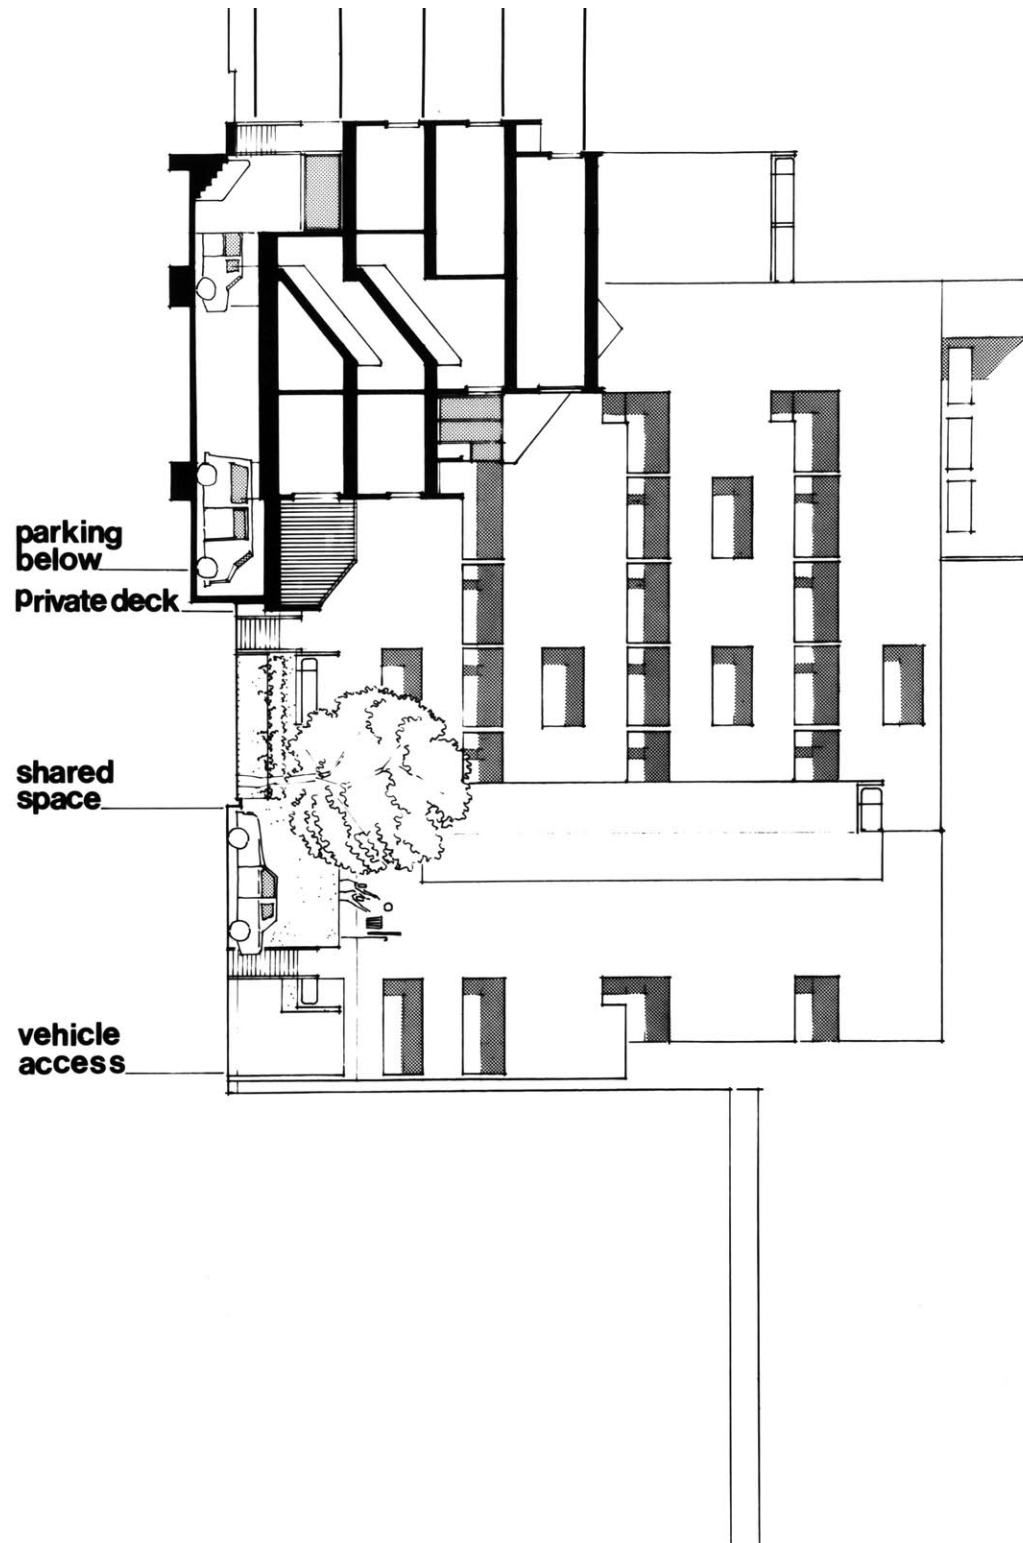 parking
below
private deck
shared
space
vehicle
access